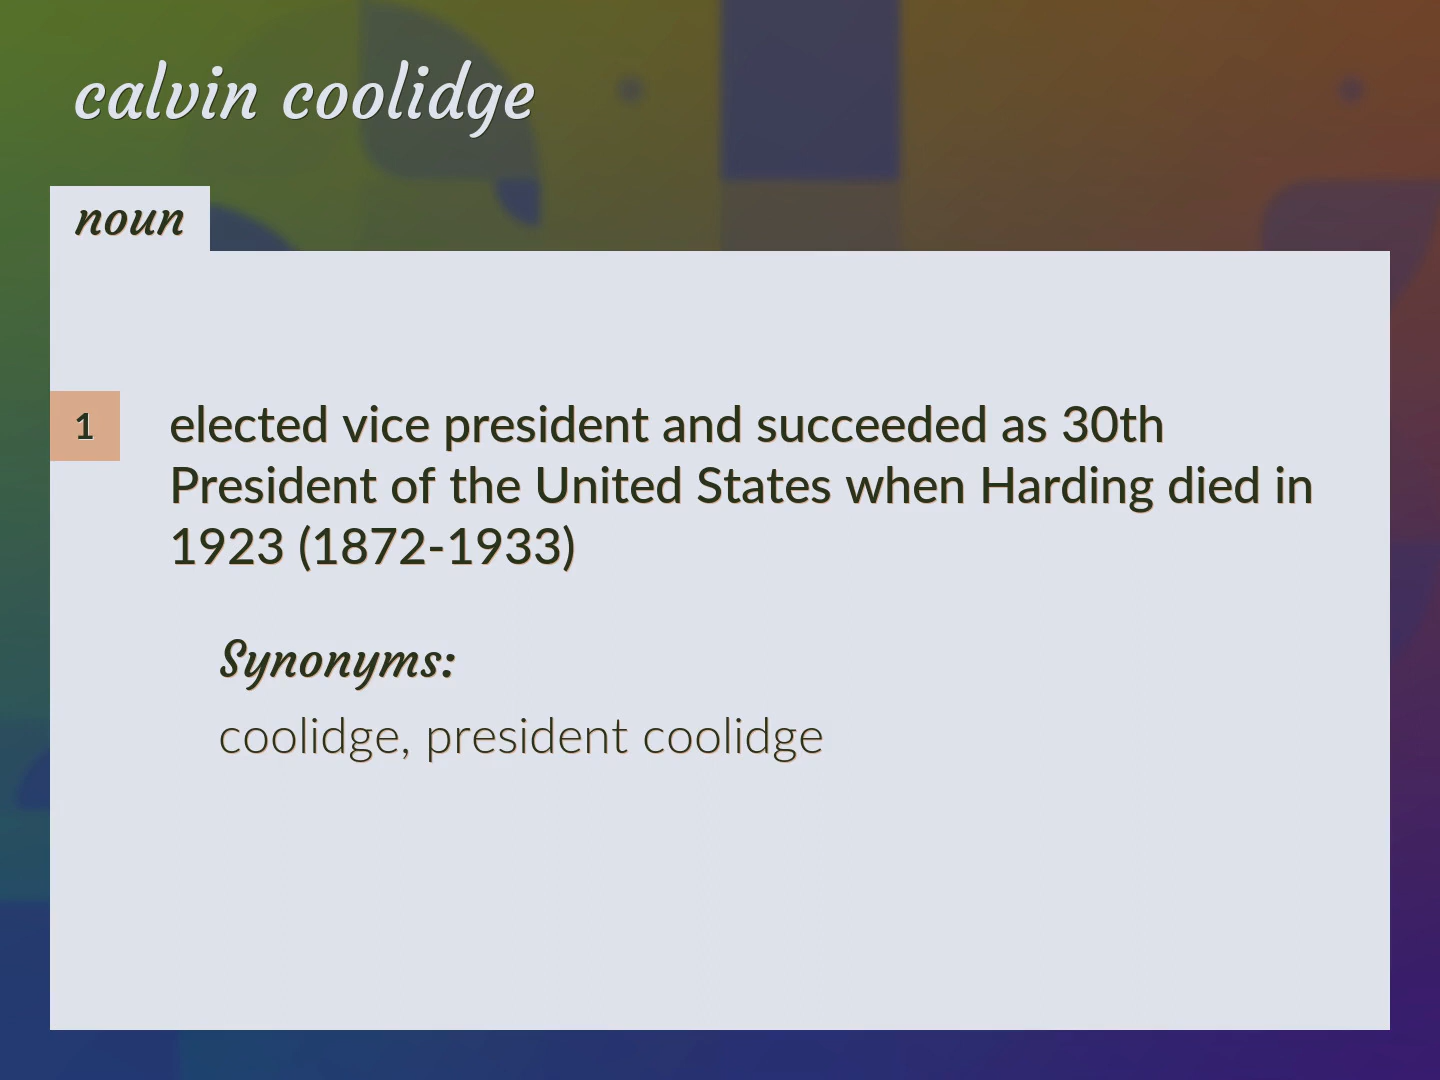 calvin coolidge
noun
1
elected vice president and succeeded as 30th
President of the United States when Harding died in
1923 (1872-1933)
Synonyms:
coolidge, president coolidge